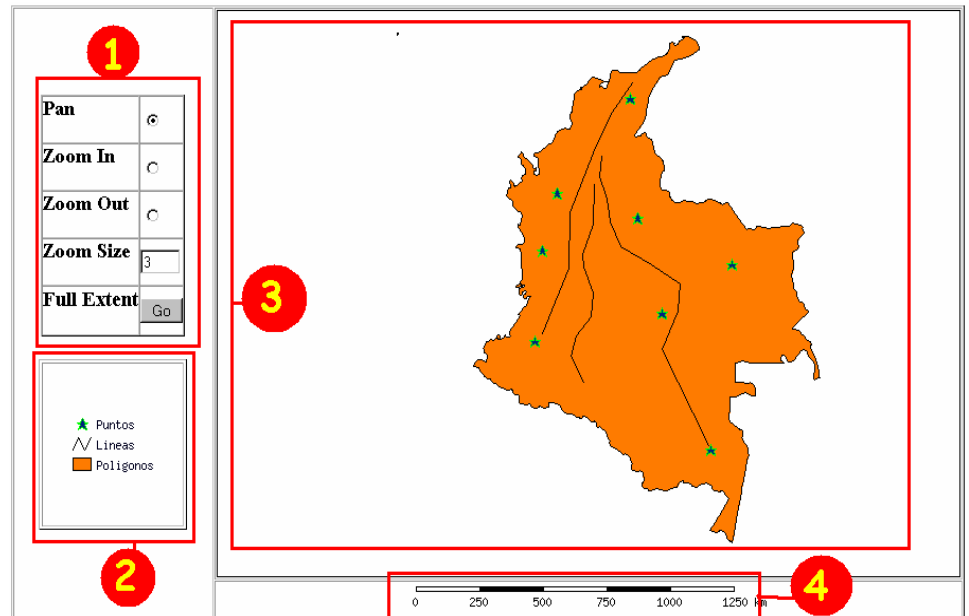 1
Pan
Zoom In
Zoom Out
Zoom Size 3
Full Extent Go
3
Puntos
Lineas
Poligonos
2
4
0 250 500 750 1000 1250 km